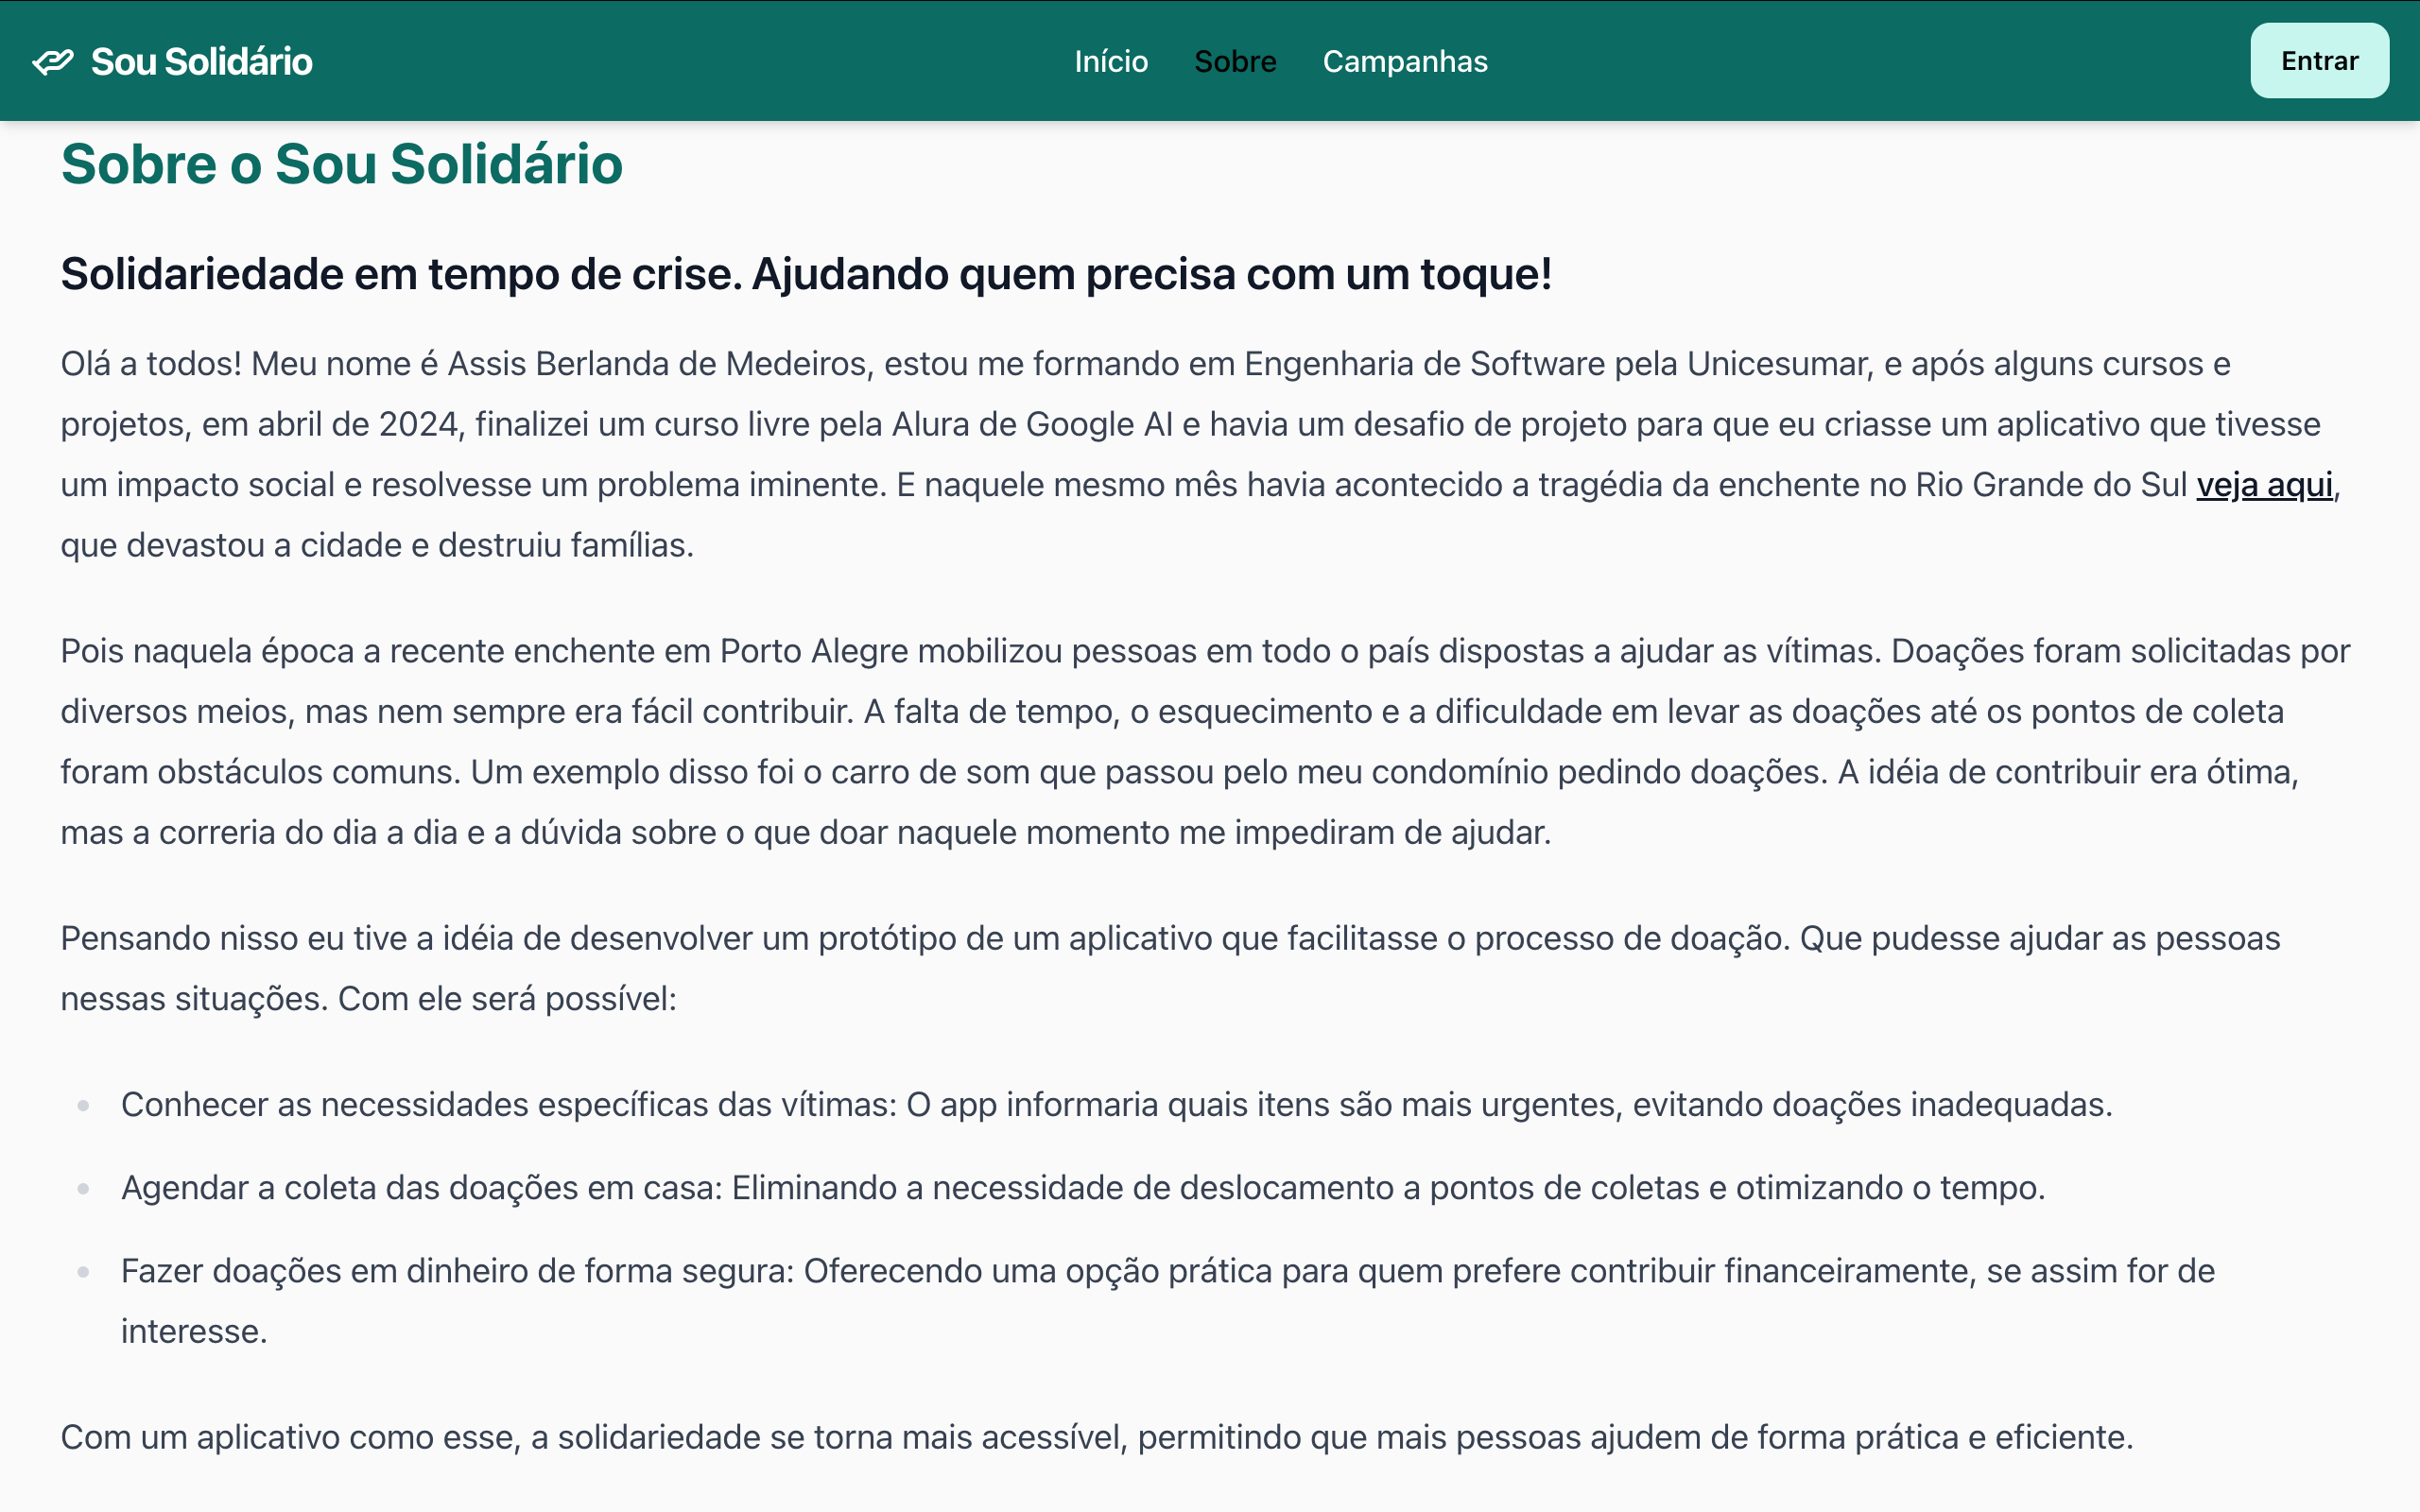 Sou Solidário
Início Sobre Campanhas
Entrar
Sobre o Sou Solidário
Solidariedade em tempo de crise. Ajudando quem precisa com um toque!
Olá a todos! Meu nome é Assis Berlanda de Medeiros, estou me formando em Engenharia de Software pela Unicesumar, e após alguns cursos e
projetos, em abril de 2024, finalizei um curso livre pela Alura de Google AI e havia um desafio de projeto para que eu criasse um aplicativo que tivesse
um impacto social e resolvesse um problema iminente. E naquele mesmo mês havia acontecido a tragédia da enchente no Rio Grande do Sul veja aqui,
que devastou a cidade e destruiu famílias.
Pois naquela época a recente enchente em Porto Alegre mobilizou pessoas em todo o país dispostas a ajudar as vítimas. Doações foram solicitadas por
diversos meios, mas nem sempre era fácil contribuir. A falta de tempo, o esquecimento e a dificuldade em levar as doações até os pontos de coleta
foram obstáculos comuns. Um exemplo disso foi o carro de som que passou pelo meu condomínio pedindo doações. A idéia de contribuir era ótima,
mas a correria do dia a dia e a dúvida sobre o que doar naquele momento me impediram de ajudar.
Pensando nisso eu tive a idéia de desenvolver um protótipo de um aplicativo que facilitasse o processo de doação. Que pudesse ajudar as pessoas
nessas situações. Com ele será possível:
Conhecer as necessidades específicas das vítimas: O app informaria quais itens são mais urgentes, evitando doações inadequadas.
Agendar a coleta das doações em casa: Eliminando a necessidade de deslocamento a pontos de coletas e otimizando o tempo.
Fazer doações em dinheiro de forma segura: Oferecendo uma opção prática para quem prefere contribuir financeiramente, se assim for de
interesse.
Com um aplicativo como esse, a solidariedade se torna mais acessível, permitindo que mais pessoas ajudem de forma prática e eficiente.